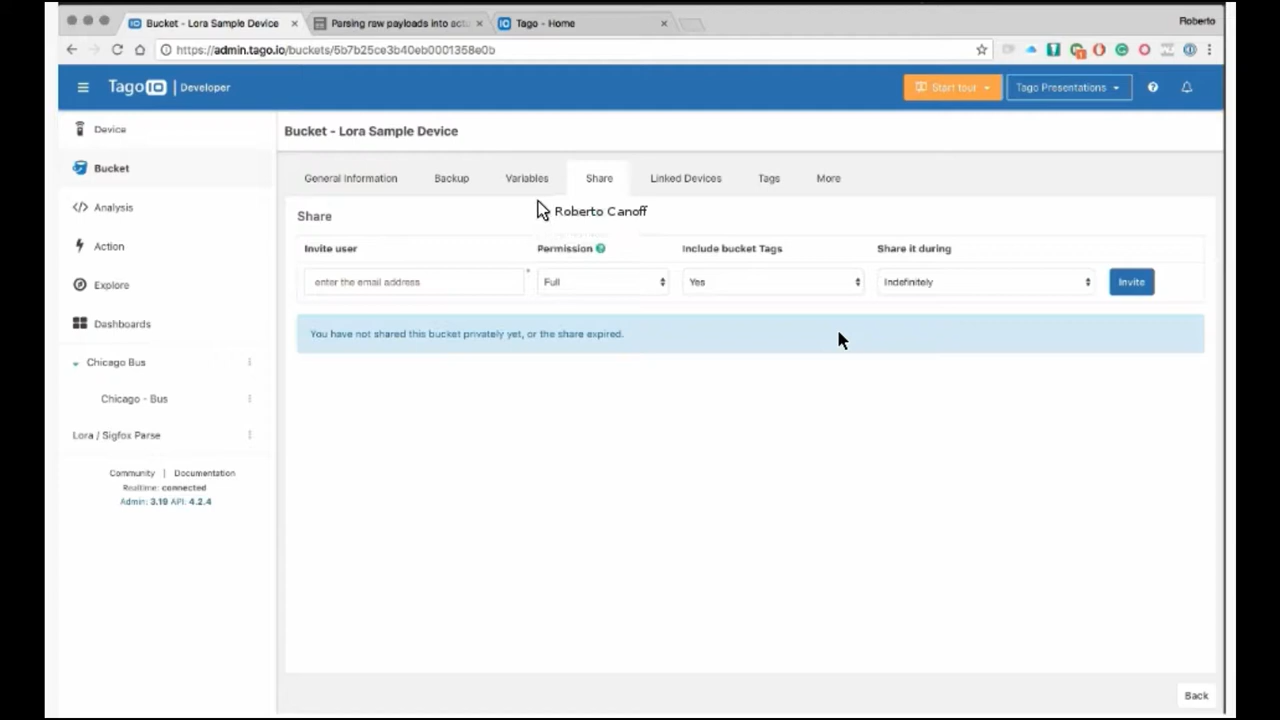 Bucket - Lora Sample Device
Parsing raw payloads into
Tago - Home
Roberto
https://admin.tago.io/buckets/5b7b25ce3b40eb0001358e0b
Tago IO | Developer
Start tour
Tago Presentations
Device
Bucket
Analysis
Action
Explore
Dashboards
Chicago Bus
Chicago - Bus
Lora / Sigfox Parse
Community | Documentation
Realtime: connected
Admin: 3.19 API: 4.2.4
Bucket - Lora Sample Device
General Information Backup Variables Share Linked Devices Tags More
Roberto Canoff
Share
Invite user Permission Include bucket Tags Share it during
enter the email address * Full Yes Indefinitely Invite
You have not shared this bucket privately yet, or the share expired.
Back